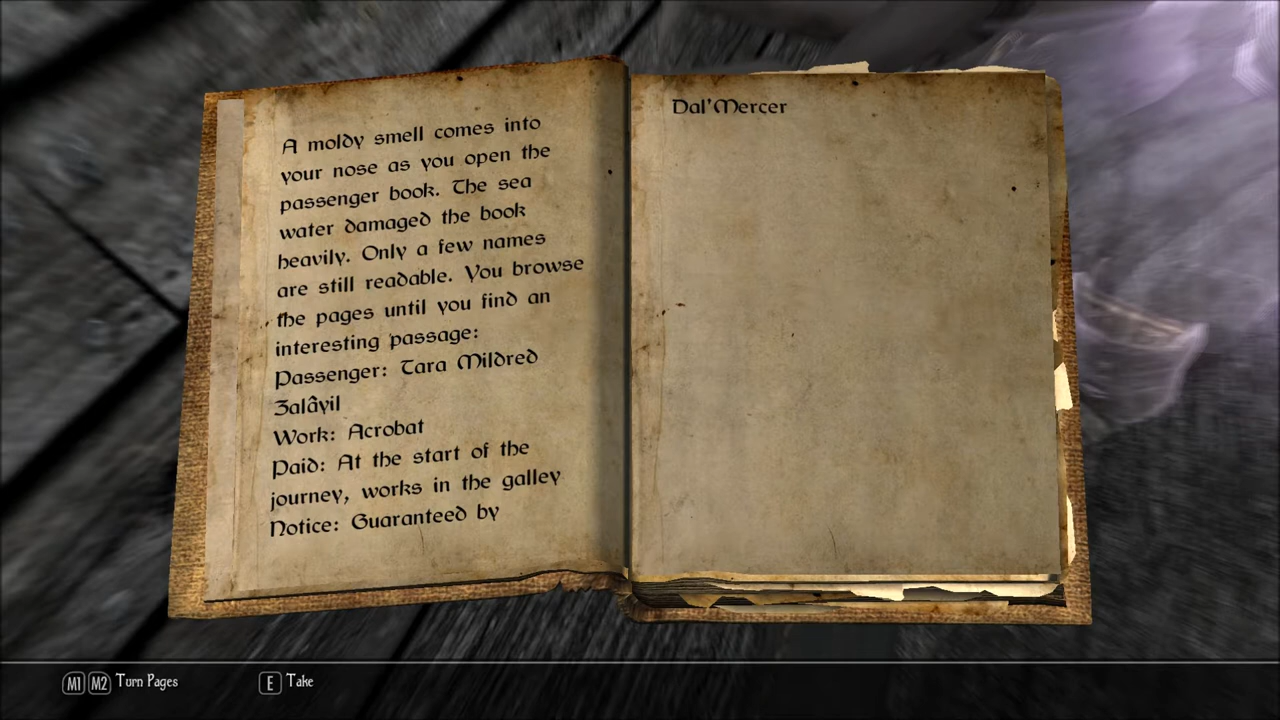 A moldy smell comes into
your nose as you open the
passenger book. The sea
water damaged the book
heavily. Only a few names
are still readable. You browse
the pages until you find an
interesting passage:
Passenger: Tara Mildred
Zalâyil
Work: Acrobat
Paid: At the start of the
journey, works in the galley
Notice: Guaranteed by
Dal'Mercer
M1 M2 Turn Pages
E Take